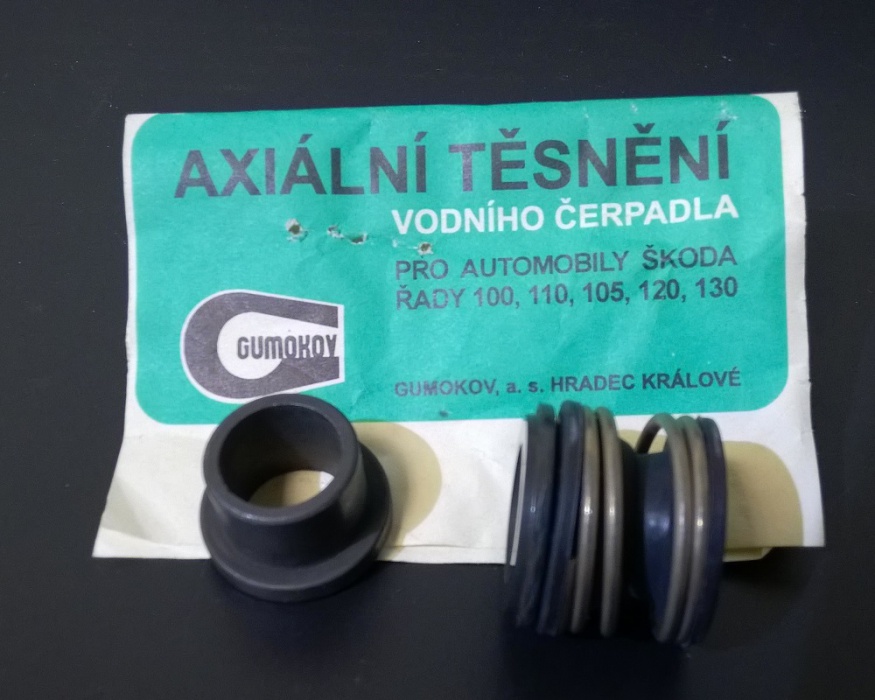 AXIÁLNÍ TĚSNĚNÍ
VODNÍHO ČERPADLA
PRO AUTOMOBILY ŠKODA
ŘADY 100, 110, 105, 120, 130
GUMOKOV
GUMOKOV, a. s. HRADEC KRÁLOVÉ